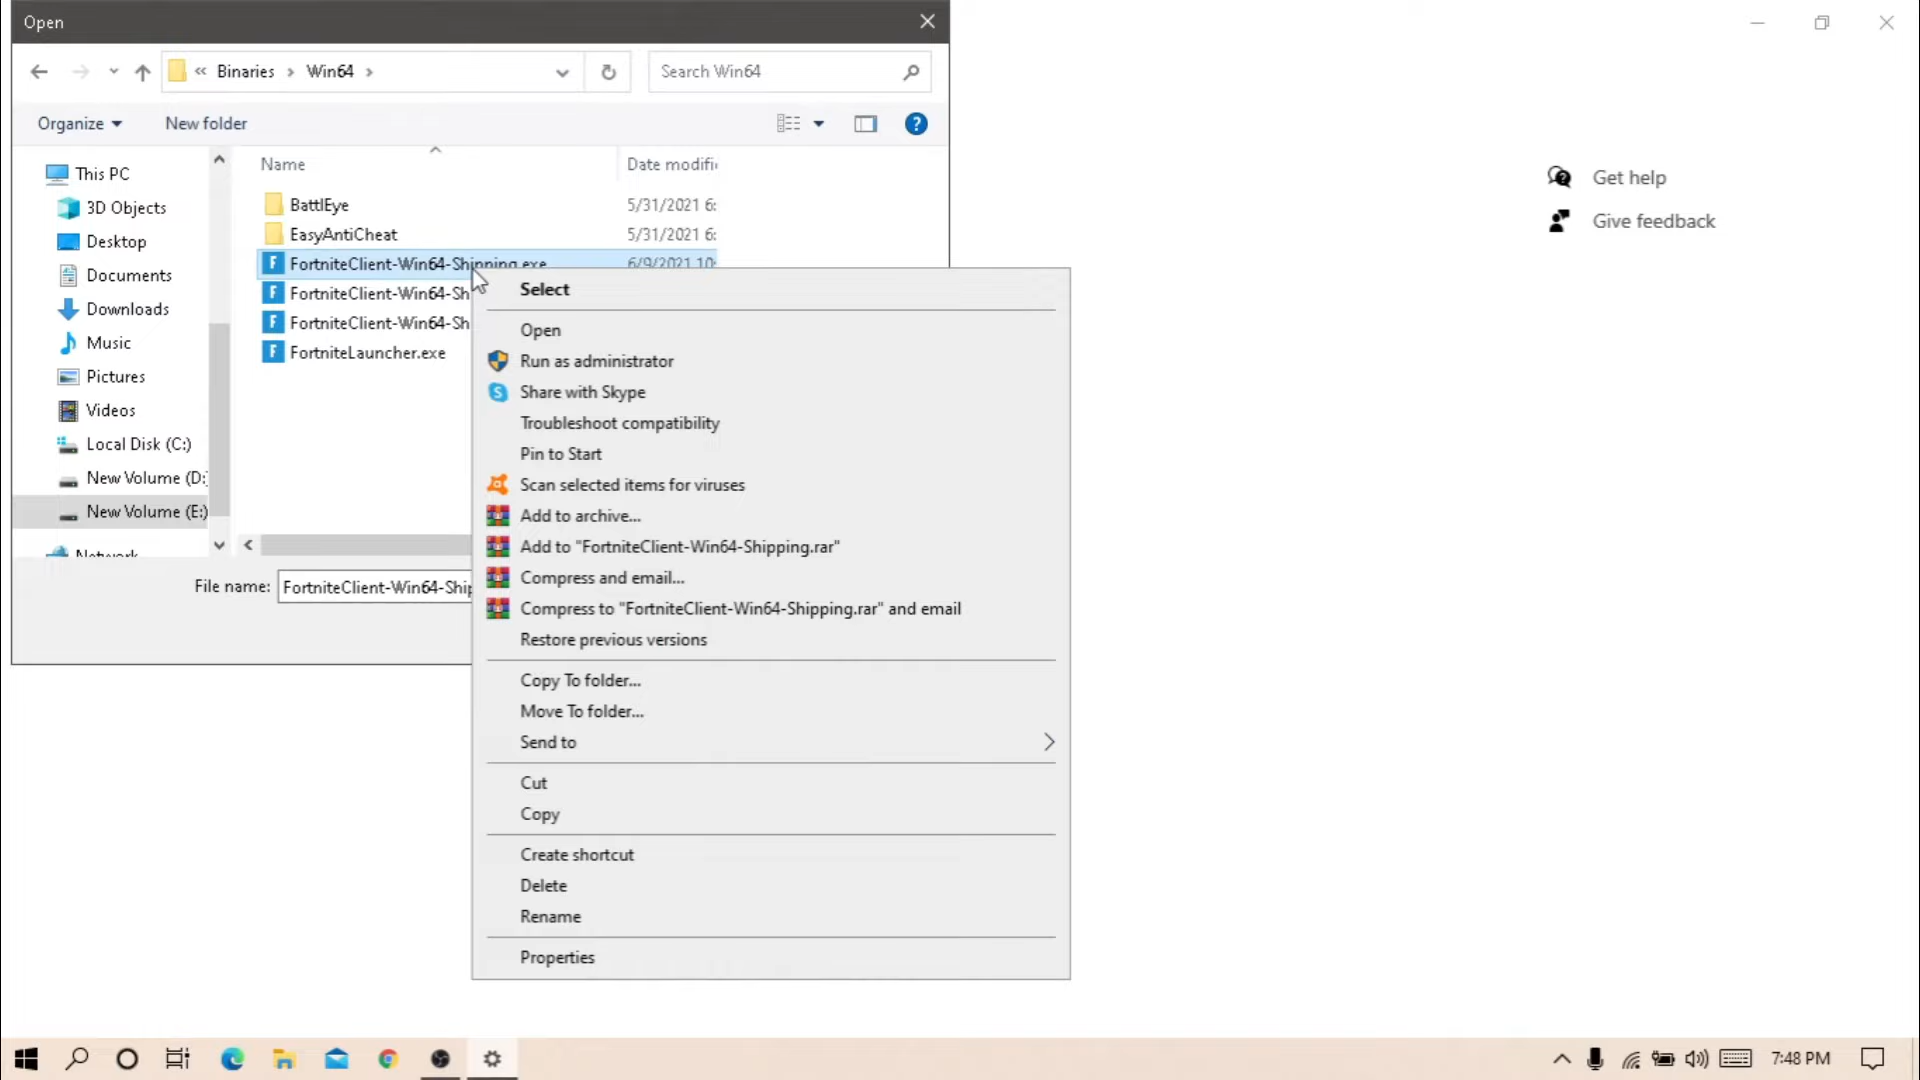 Open
Binaries
Win64
Search Win64
Organize
New folder
Name
Date modifi
This PC
3D Objects
Desktop
Documents
Downloads
Music
Pictures
Videos
Local Disk (C:)
New Volume (D:
New Volume (E:)
Network
BattlEye 5/31/2021 6:
EasyAntiCheat 5/31/2021 6:
FortniteClient-Win64-Shipping.exe 6/9/2021 10:
FortniteClient-Win64-Sh
FortniteClient-Win64-Sh
FortniteLauncher.exe
File name: FortniteClient-Win64-Ship
Select
Open
Run as administrator
Share with Skype
Troubleshoot compatibility
Pin to Start
Scan selected items for viruses
Add to archive...
Add to "FortniteClient-Win64-Shipping.rar"
Compress and email...
Compress to "FortniteClient-Win64-Shipping.rar" and email
Restore previous versions
Copy To folder...
Move To folder...
Send to
Cut
Copy
Create shortcut
Delete
Rename
Properties
Get help
Give feedback
7:48 PM